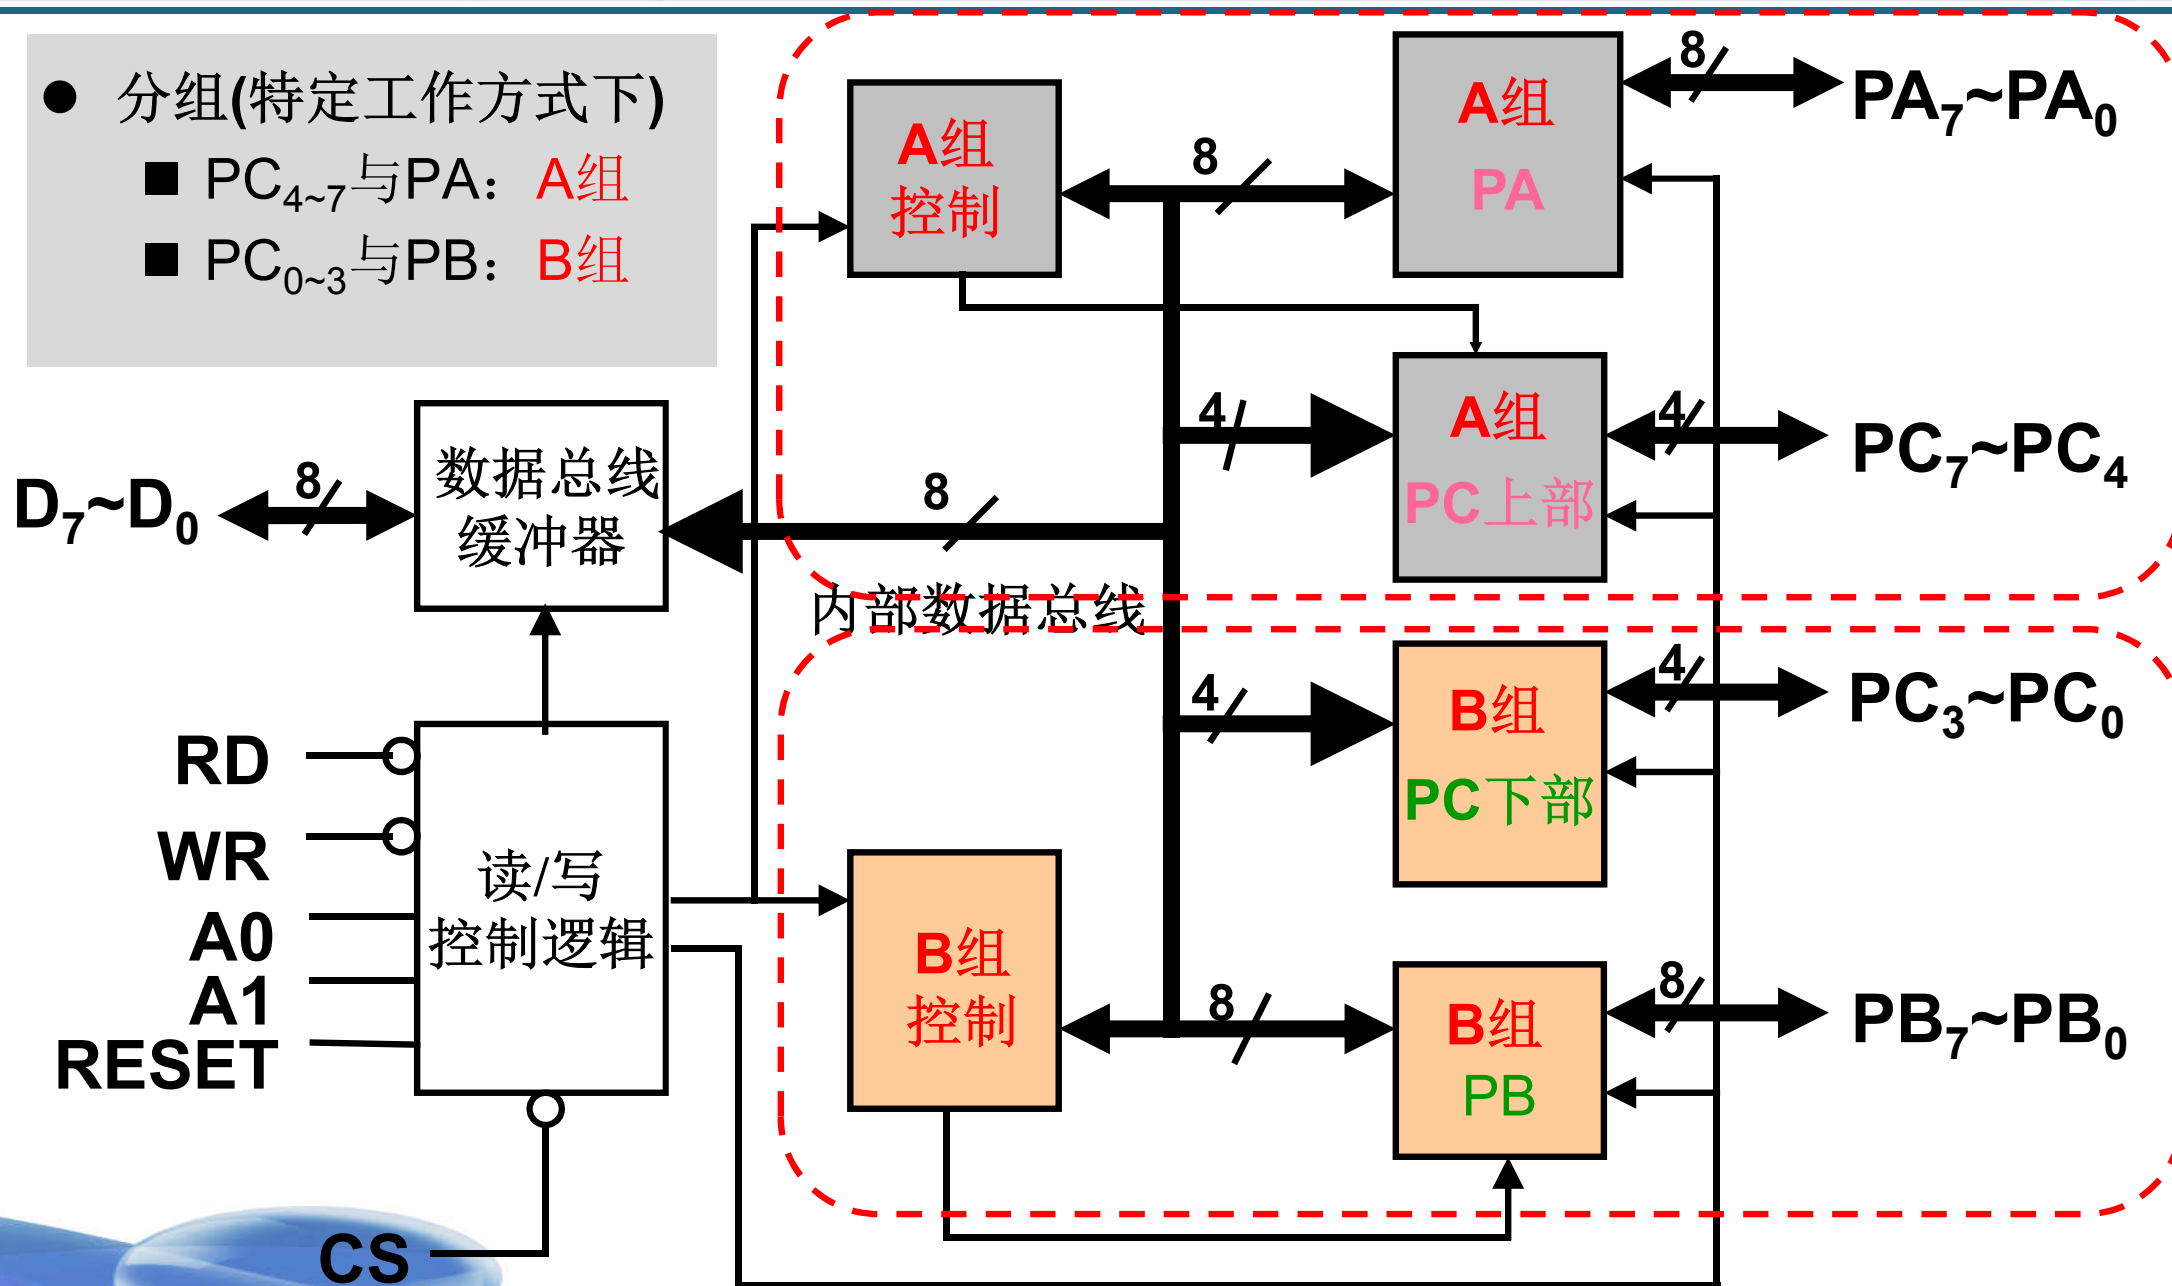 ● 分组(特定工作方式下)
■ PC4~7与PA：A组
■ PC0~3与PB：B组
A组
控制
8
A组
PA
8
PA7~PA0
4
A组
PC上部
4
PC7~PC4
D7~D0
8
数据总线
缓冲器
8
内部数据总线
4
B组
PC下部
4
PC3~PC0
RD
WR
A0
A1
RESET
读/写
控制逻辑
CS
B组
控制
8
B组
PB
8
PB7~PB0